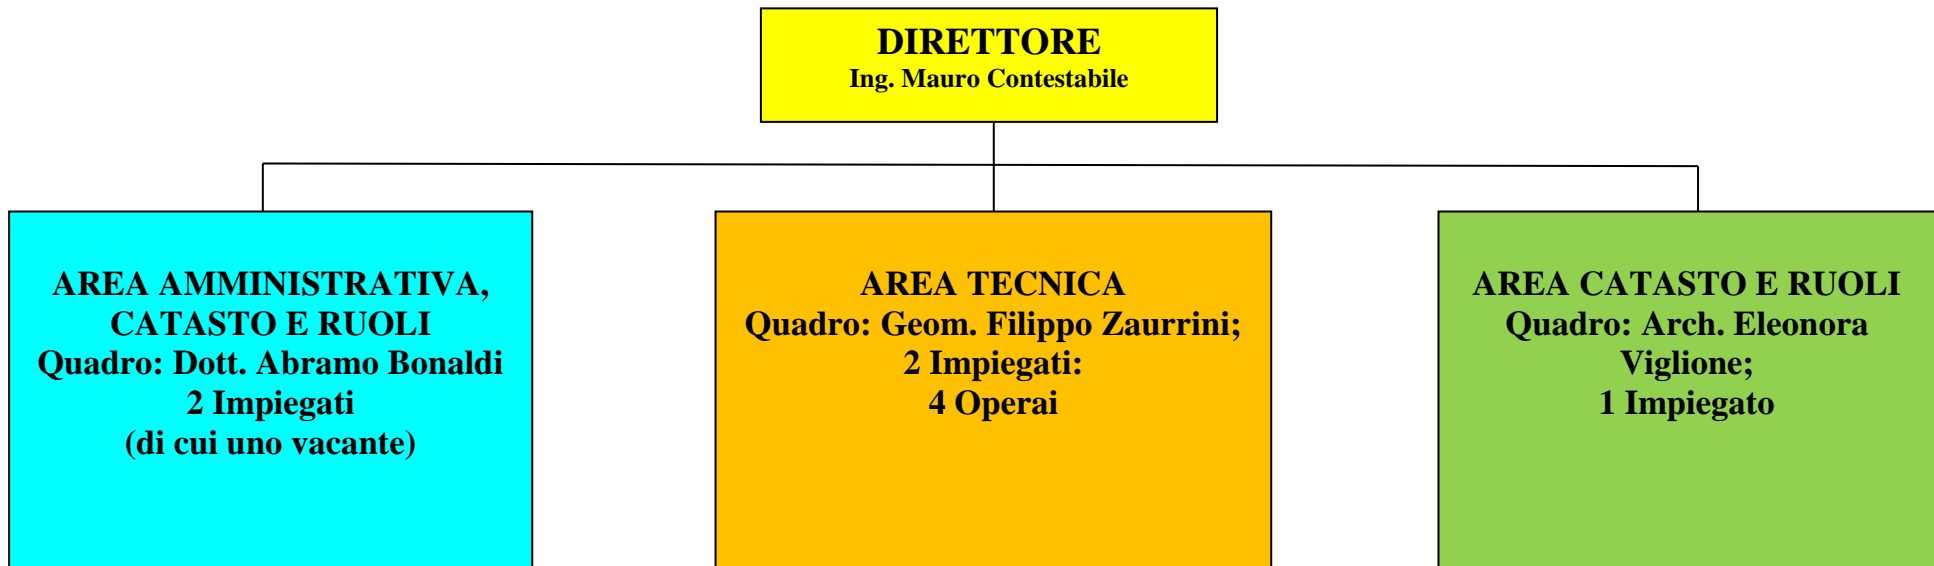 DIRETTORE
Ing. Mauro Contestabile
AREA AMMINISTRATIVA,
CATASTO E RUOLI
Quadro: Dott. Abramo Bonaldi
2 Impiegati
(di cui uno vacante)
AREA TECNICA
Quadro: Geom. Filippo Zaurrini;
2 Impiegati:
4 Operai
AREA CATASTO E RUOLI
Quadro: Arch. Eleonora
Viglione;
1 Impiegato